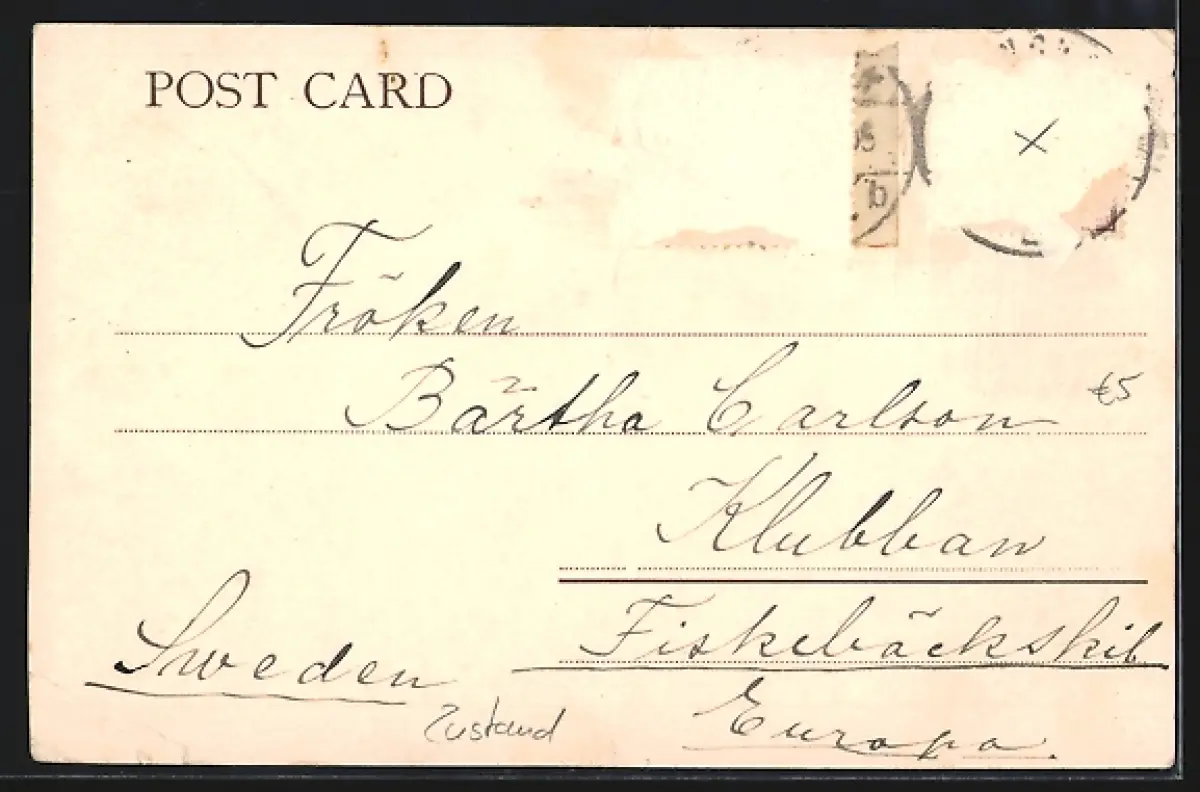 POST CARD
Fröken
Bärtha Carlson
€5
Klubban
Fiskebäckskil
Sweden
Europa.
Zustand
X
b